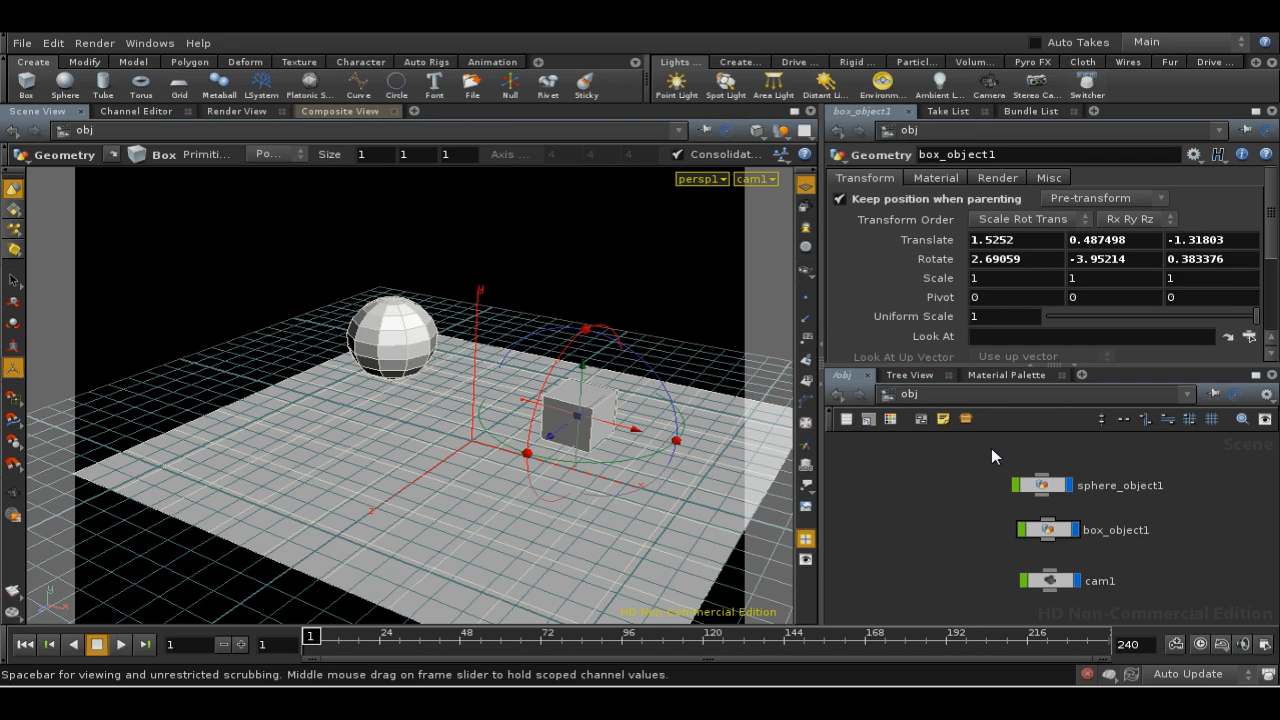 File Edit Render Windows Help Auto Takes Main
Create Modify Model Polygon Deform Texture Character Auto Rigs Animation Lights ... Create... Drive ... Rigid ... Particl... Volum... Pyro FX Cloth Wires Fur Drive ...
Box Sphere Tube Torus Grid Metaball LSystem Platonic S... Curve Circle Font File Null Rivet Sticky Point Light Spot Light Area Light Distant Li... Environm... Ambient L... Camera Stereo Ca... Switcher
Scene View Channel Editor Render View Composite View box_object1 Take List Bundle List
obj obj
Geometry Box Primiti... Po... Size 1 1 1 Axis ... 4 4 4 Consolidat... Geometry box_object1
persp1 cam1 Transform Material Render Misc
Keep position when parenting Pre-transform
Transform Order Scale Rot Trans Rx Ry Rz
Translate 1.5252 0.487498 -1.31803
Rotate 2.69059 -3.95214 0.383376
Scale 1 1 1
Pivot 0 0 0
Uniform Scale 1
Look At
Look At Up Vector Use up vector
/obj Tree View Material Palette
obj
Scene
sphere_object1
box_object1
cam1
y
x
z
y
z x
HD Non-Commercial Edition HD Non-Commercial Edition
1 1 1 24 48 72 96 120 144 168 192 216 240
Spacebar for viewing and unrestricted scrubbing. Middle mouse drag on frame slider to hold scoped channel values. Auto Update